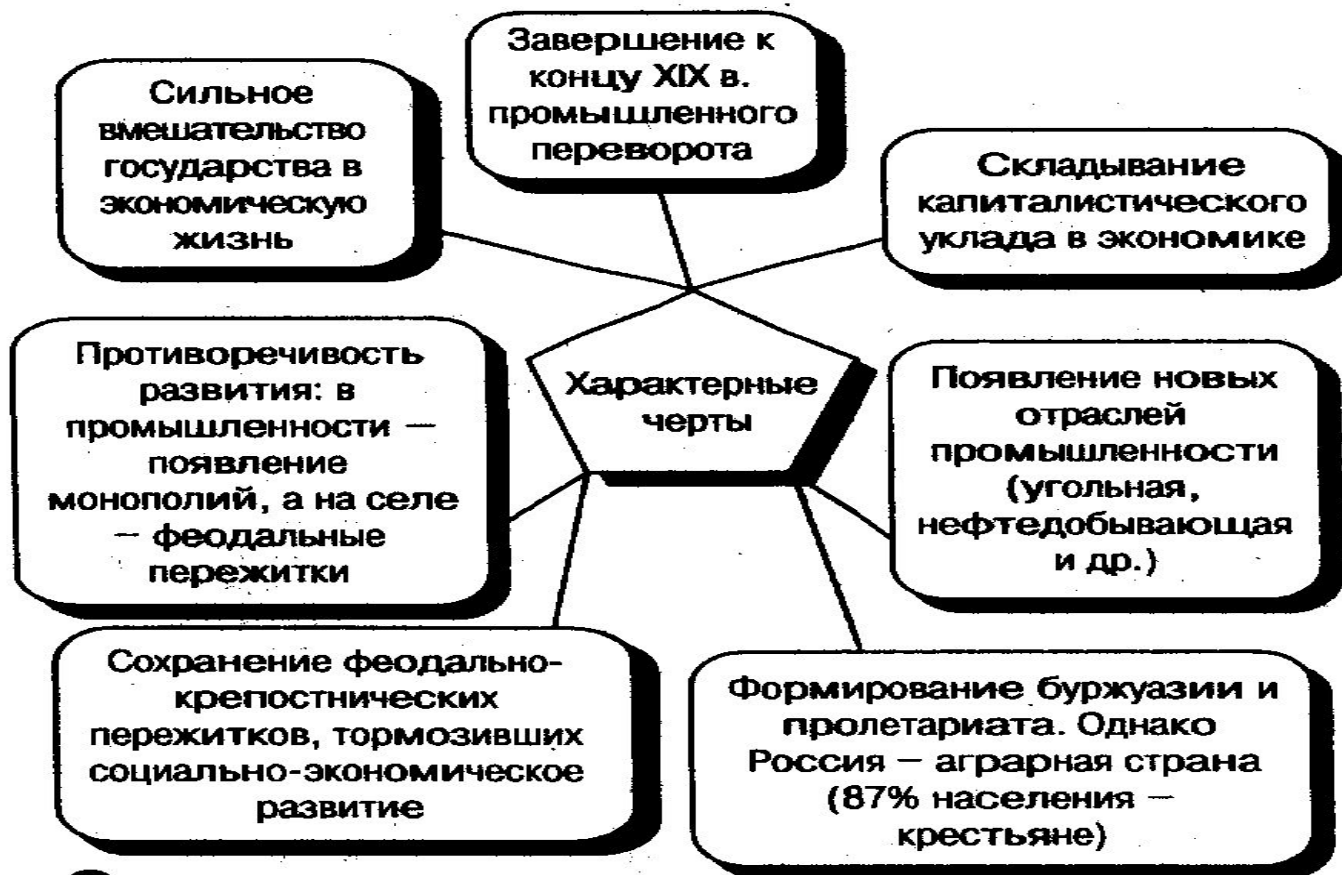 Завершение к
концу XIX в.
промышленного
переворота
Сильное
вмешательство
государства в
экономическую
жизнь
Складывание
капиталистического
уклада в экономике
Характерные
черты
Противоречивость
развития: в
промышленности —
появление
монополий, а на селе
— феодальные
пережитки
Появление новых
отраслей
промышленности
(угольная,
нефтедобывающая
и др.)
Сохранение феодально-
крепостнических
пережитков, тормозивших
социально-экономическое
развитие
Формирование буржуазии и
пролетариата. Однако
Россия — аграрная страна
(87% населения —
крестьяне)